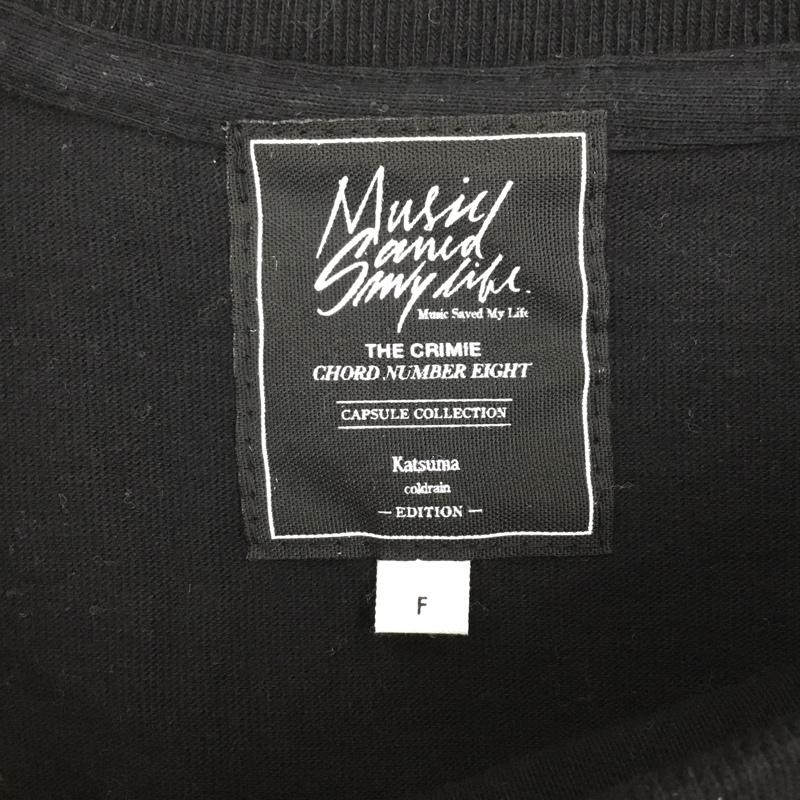 Music
Saved
my life.
Music Saved My Life
THE CRIMIE
CHORD NUMBER EIGHT
CAPSULE COLLECTION
Katsuma
coldrain
— EDITION —
F